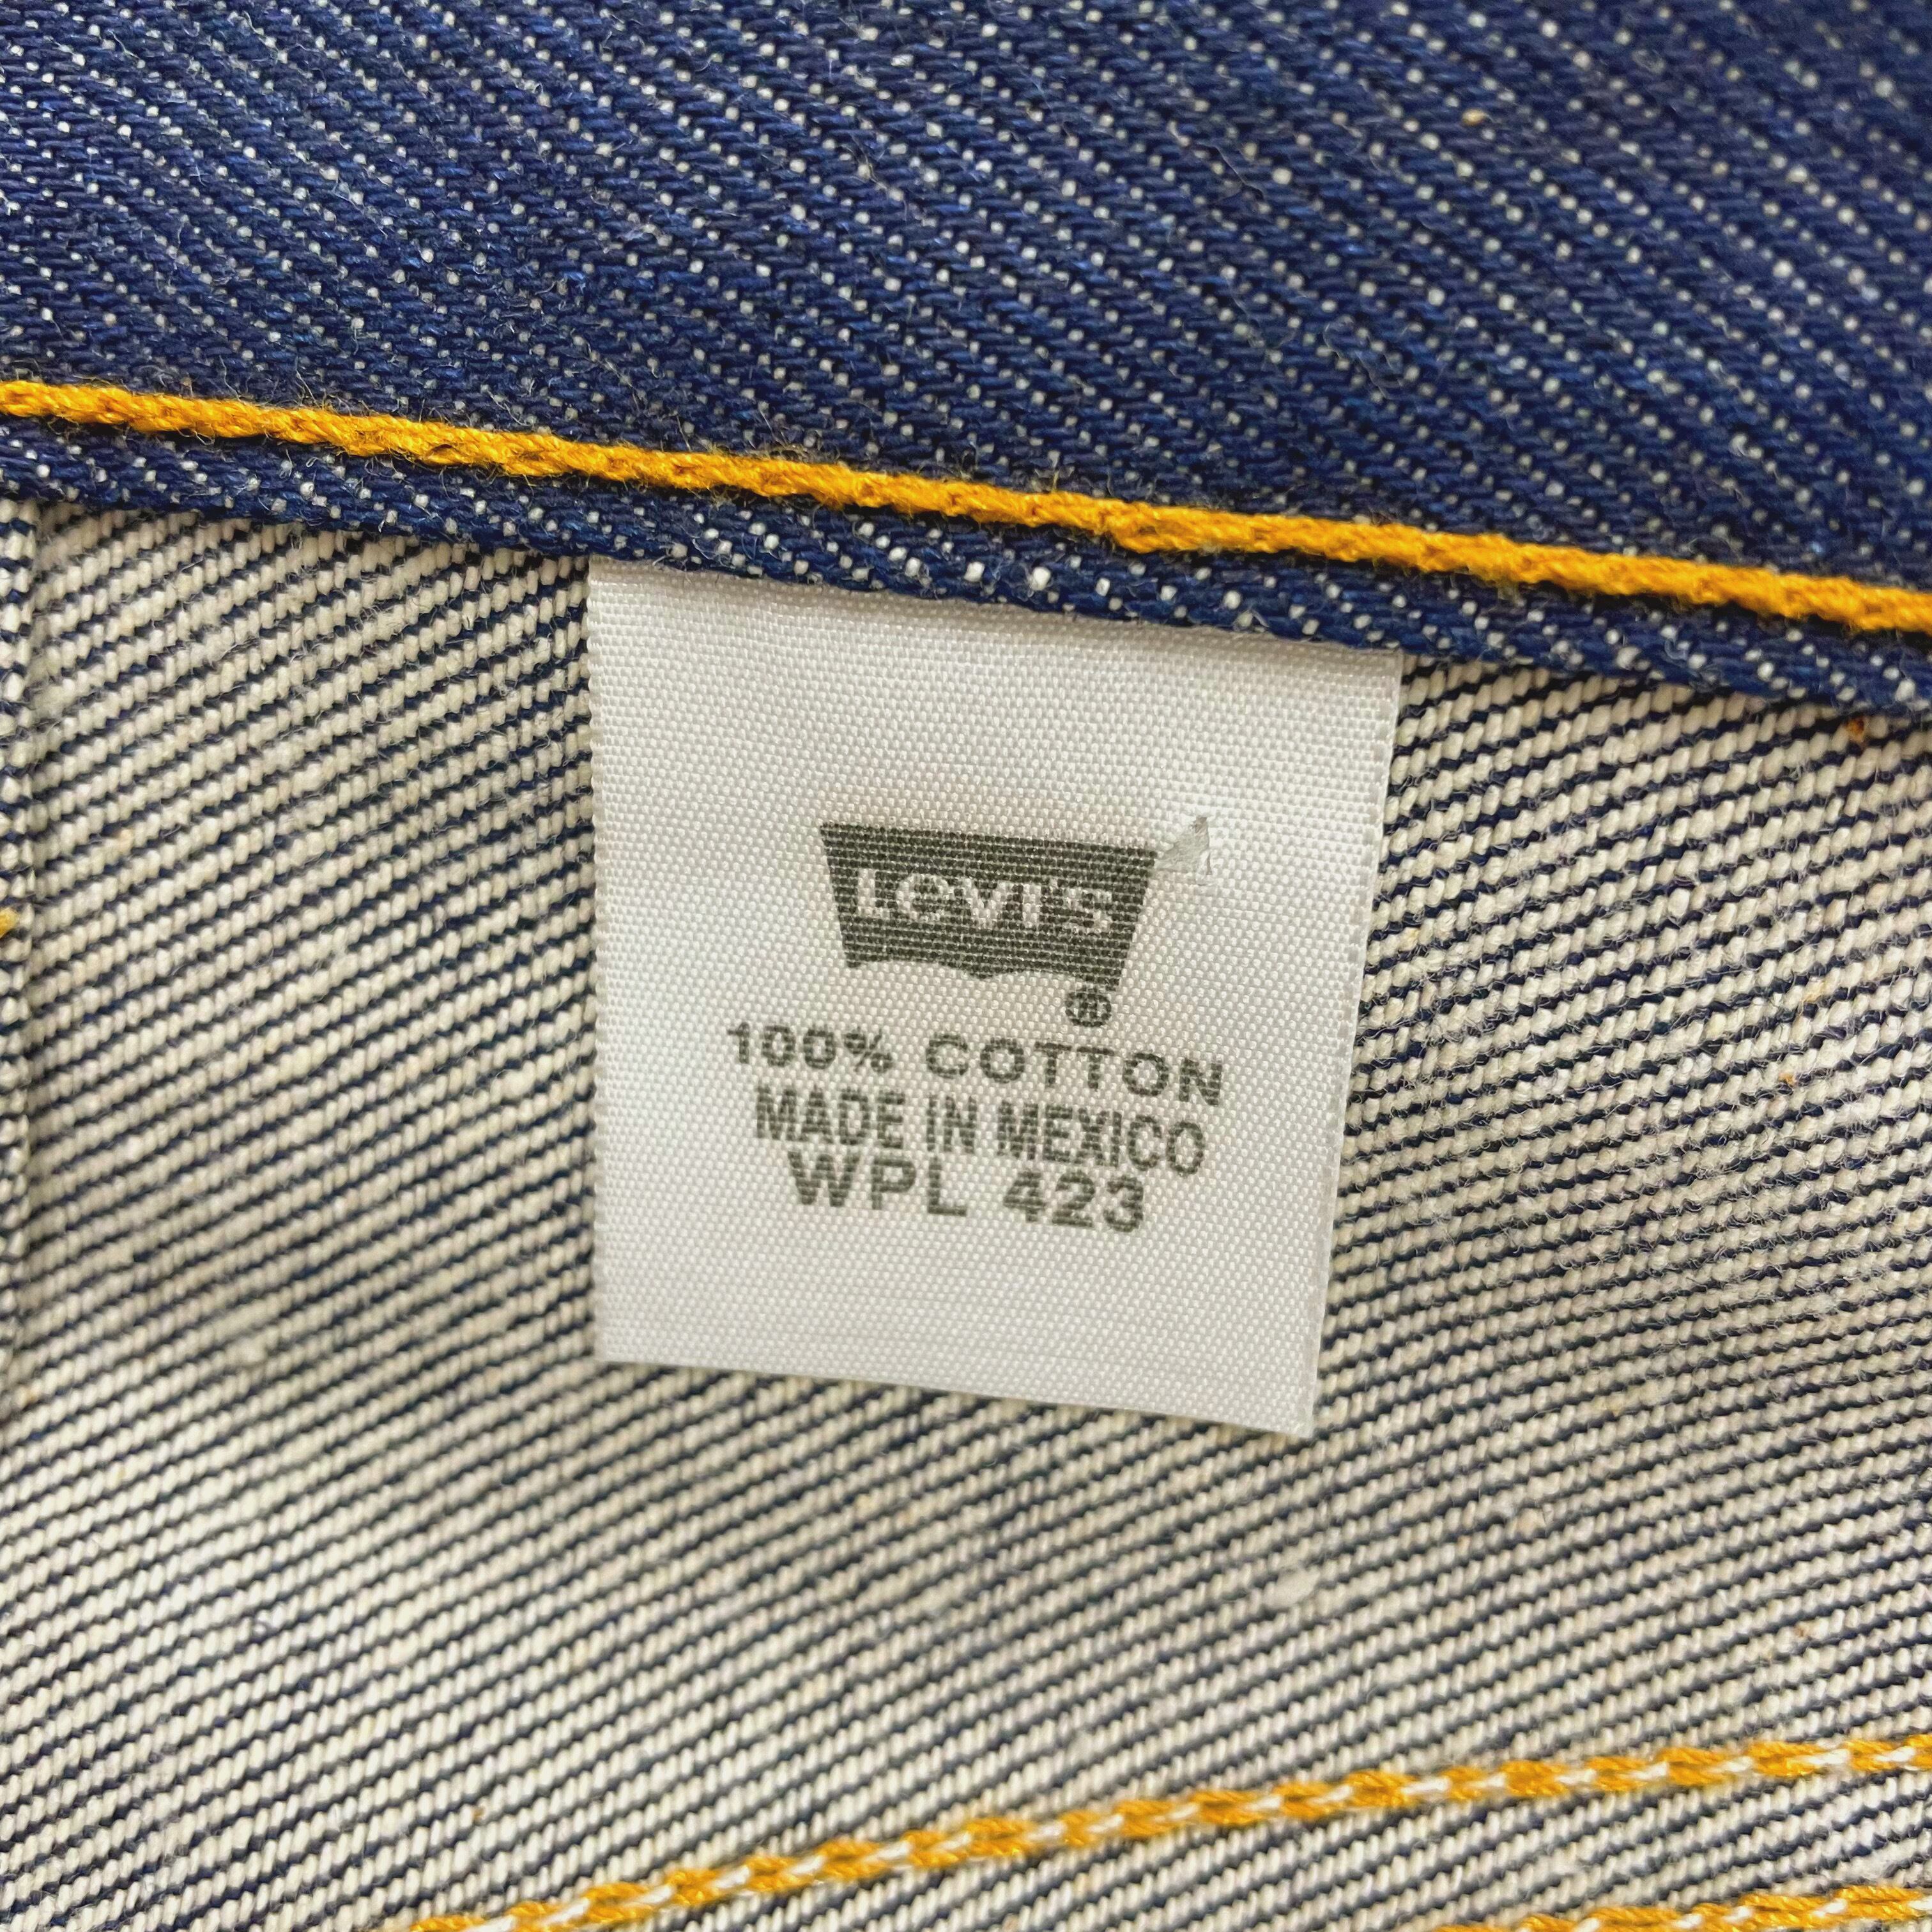 Levi's
®
100% COTTON
MADE IN MEXICO
WPL 423